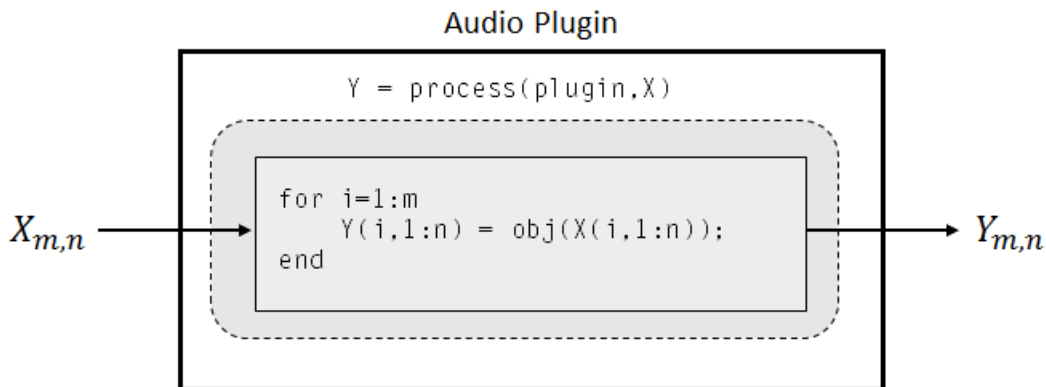 Audio Plugin
Y = process(plugin,X)
for i=1:m
Y(i,1:n) = obj(X(i,1:n));
end
X_{m,n}
Y_{m,n}